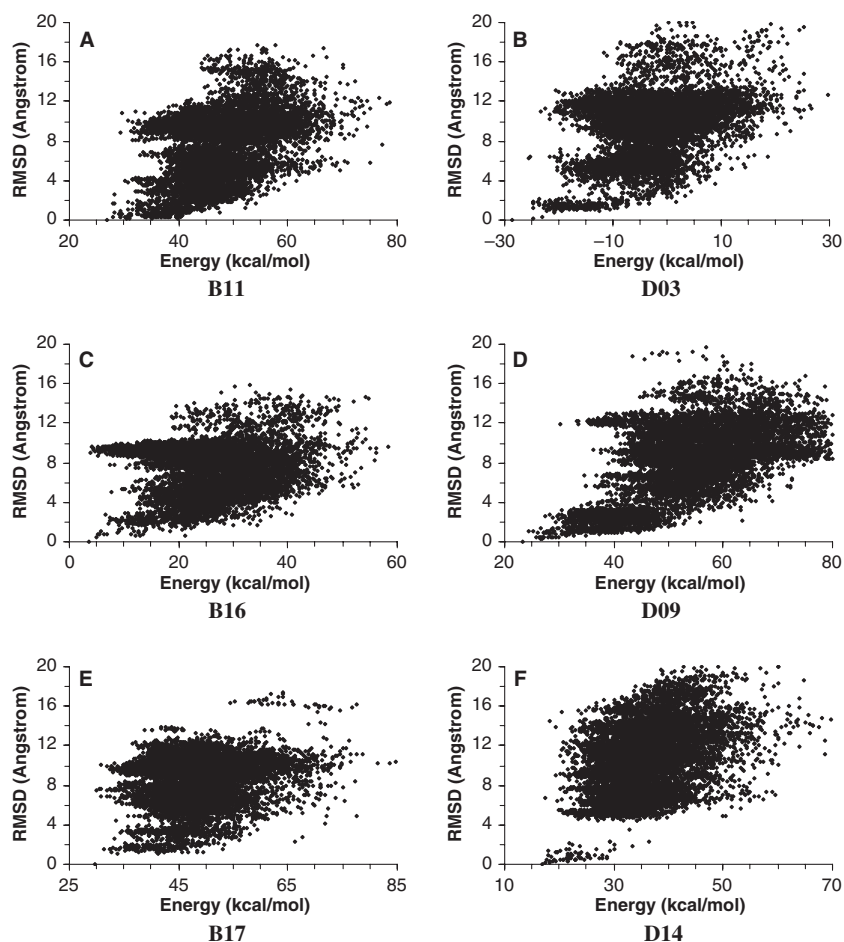 A
RMSD (Angstrom)
20
16
12
8
4
0
20 40 60 80
Energy (kcal/mol)
B11
B
RMSD (Angstrom)
20
16
12
8
4
0
–30 –10 10 30
Energy (kcal/mol)
D03
C
RMSD (Angstrom)
20
16
12
8
4
0
0 20 40 60
Energy (kcal/mol)
B16
D
RMSD (Angstrom)
20
16
12
8
4
0
20 40 60 80
Energy (kcal/mol)
D09
E
RMSD (Angstrom)
20
16
12
8
4
0
25 45 65 85
Energy (kcal/mol)
B17
F
RMSD (Angstrom)
20
16
12
8
4
0
10 30 50 70
Energy (kcal/mol)
D14